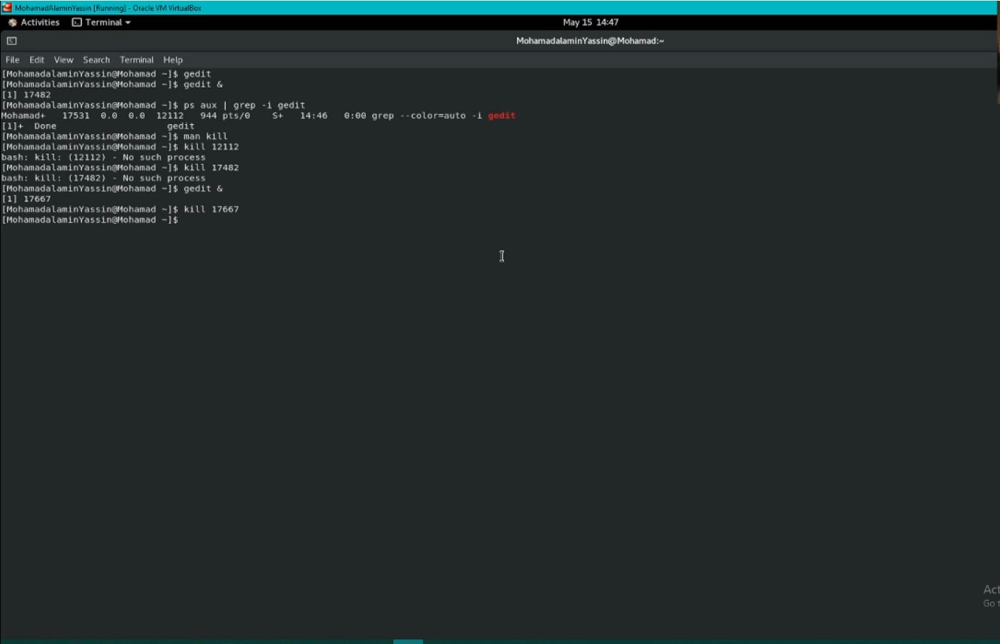 MohamadAlaminYassin [Running] - Oracle VM VirtualBox
Activities Terminal May 15 14:47
MohamadalaminYassin@Mohamad:~
File Edit View Search Terminal Help
[MohamadalaminYassin@Mohamad ~]$ gedit
[MohamadalaminYassin@Mohamad ~]$ gedit &
[1] 17482
[MohamadalaminYassin@Mohamad ~]$ ps aux | grep -i gedit
Mohamad+ 17531 0.0 0.0 12112 944 pts/0 S+ 14:46 0:00 grep --color=auto -i gedit
[1]+ Done gedit
[MohamadalaminYassin@Mohamad ~]$ man kill
[MohamadalaminYassin@Mohamad ~]$ kill 12112
bash: kill: (12112) - No such process
[MohamadalaminYassin@Mohamad ~]$ kill 17482
bash: kill: (17482) - No such process
[MohamadalaminYassin@Mohamad ~]$ gedit &
[1] 17667
[MohamadalaminYassin@Mohamad ~]$ kill 17667
[MohamadalaminYassin@Mohamad ~]$
Act
Go t